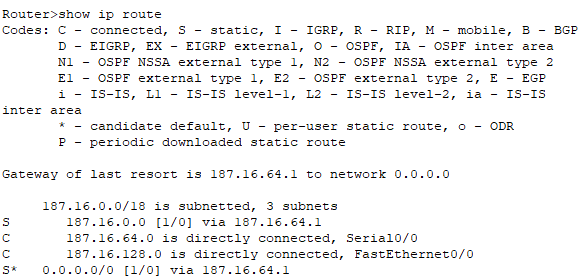 Router>show ip route
Codes: C - connected, S - static, I - IGRP, R - RIP, M - mobile, B - BGP
D - EIGRP, EX - EIGRP external, O - OSPF, IA - OSPF inter area
N1 - OSPF NSSA external type 1, N2 - OSPF NSSA external type 2
E1 - OSPF external type 1, E2 - OSPF external type 2, E - EGP
i - IS-IS, L1 - IS-IS level-1, L2 - IS-IS level-2, ia - IS-IS
inter area
* - candidate default, U - per-user static route, o - ODR
P - periodic downloaded static route
Gateway of last resort is 187.16.64.1 to network 0.0.0.0
187.16.0.0/18 is subnetted, 3 subnets
S 187.16.0.0 [1/0] via 187.16.64.1
C 187.16.64.0 is directly connected, Serial0/0
C 187.16.128.0 is directly connected, FastEthernet0/0
S* 0.0.0.0/0 [1/0] via 187.16.64.1